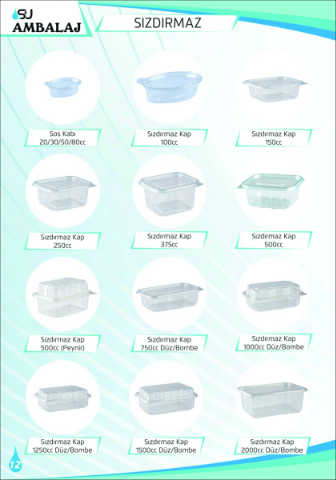 SU
AMBALAJ
SIZDIRMAZ
Sos Kabı
20/30/50/80cc
Sızdırmaz Kap
100cc
Sızdırmaz Kap
150cc
Sızdırmaz Kap
250cc
Sızdırmaz Kap
375cc
Sızdırmaz Kap
500cc
Sızdırmaz Kap
500cc (Peynir)
Sızdırmaz Kap
750cc Düz/Bombe
Sızdırmaz Kap
1000cc Düz/Bombe
Sızdırmaz Kap
1250cc Düz/Bombe
Sızdırmaz Kap
1500cc Düz/Bombe
Sızdırmaz Kap
2000cc Düz/Bombe
12